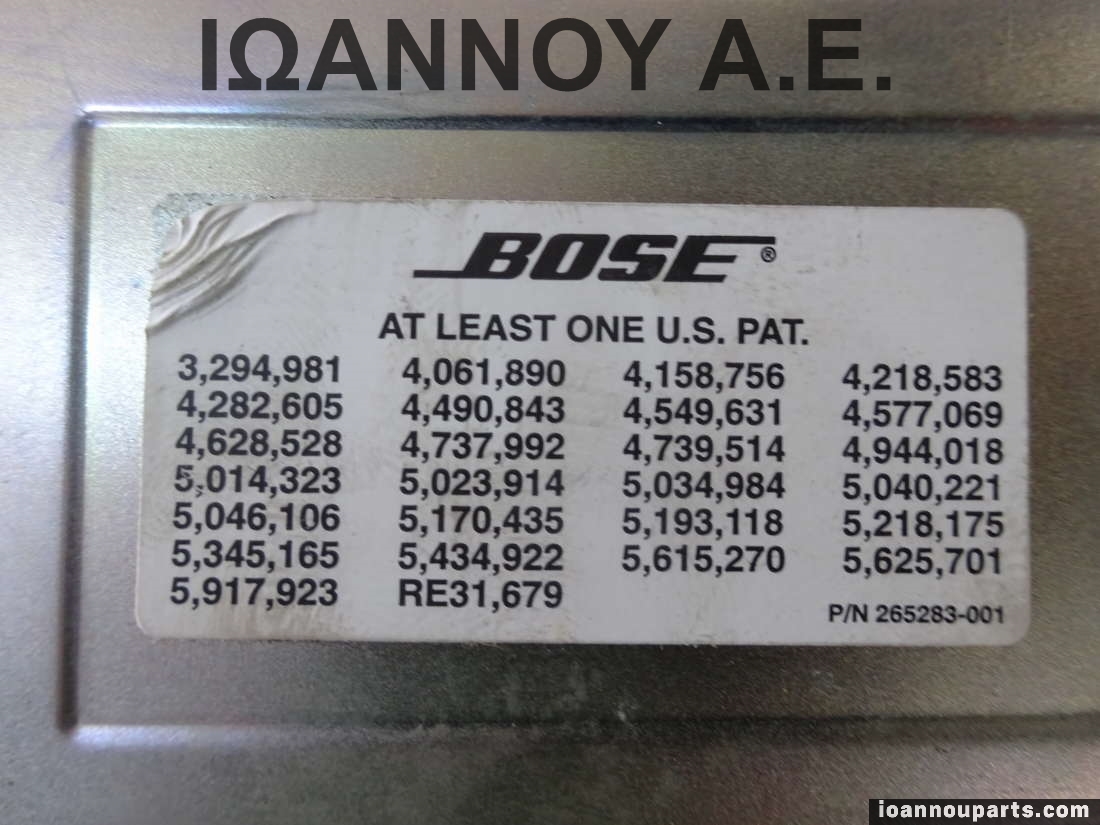 ΙΩΑΝΝΟΥ Α.Ε.
BOSE®
AT LEAST ONE U.S. PAT.
3,294,981 4,061,890 4,158,756 4,218,583
4,282,605 4,490,843 4,549,631 4,577,069
4,628,528 4,737,992 4,739,514 4,944,018
5,014,323 5,023,914 5,034,984 5,040,221
5,046,106 5,170,435 5,193,118 5,218,175
5,345,165 5,434,922 5,615,270 5,625,701
5,917,923 RE31,679
P/N 265283-001
ioannouparts.com